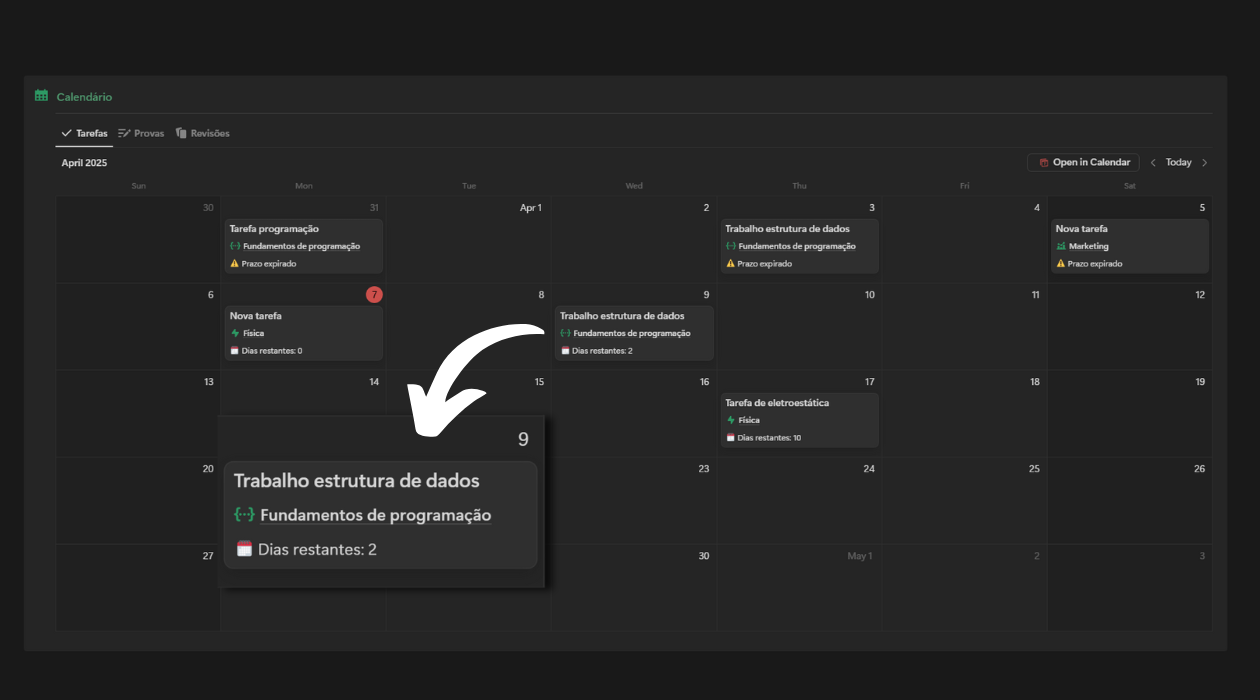 Calendário
Tarefas Provas Revisões
April 2025 Open in Calendar Today
Sun Mon Tue Wed Thu Fri Sat
30 31 Apr 1 2 3 4 5
Tarefa programação
Fundamentos de programação
Prazo expirado
Trabalho estrutura de dados
Fundamentos de programação
Prazo expirado
Nova tarefa
Marketing
Prazo expirado
6 7 8 9 10 11 12
Nova tarefa
Física
Dias restantes: 0
Trabalho estrutura de dados
Fundamentos de programação
Dias restantes: 2
13 14 15 16 17 18 19
Tarefa de eletroestática
Física
Dias restantes: 10
9
Trabalho estrutura de dados
Fundamentos de programação
Dias restantes: 2
20 23 24 25 26
27 30 May 1 2 3